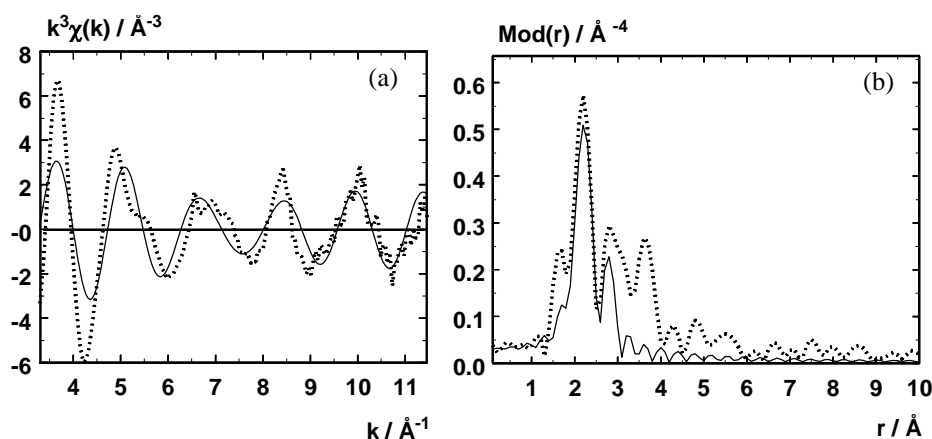 k³χ(k) / Å⁻³
Mod(r) / Å ⁻⁴
(a)
(b)
8
6
4
2
-0
-2
-4
-6
4 5 6 7 8 9 10 11
k / Å⁻¹
0.6
0.5
0.4
0.3
0.2
0.1
0.0
1 2 3 4 5 6 7 8 9 10
r / Å